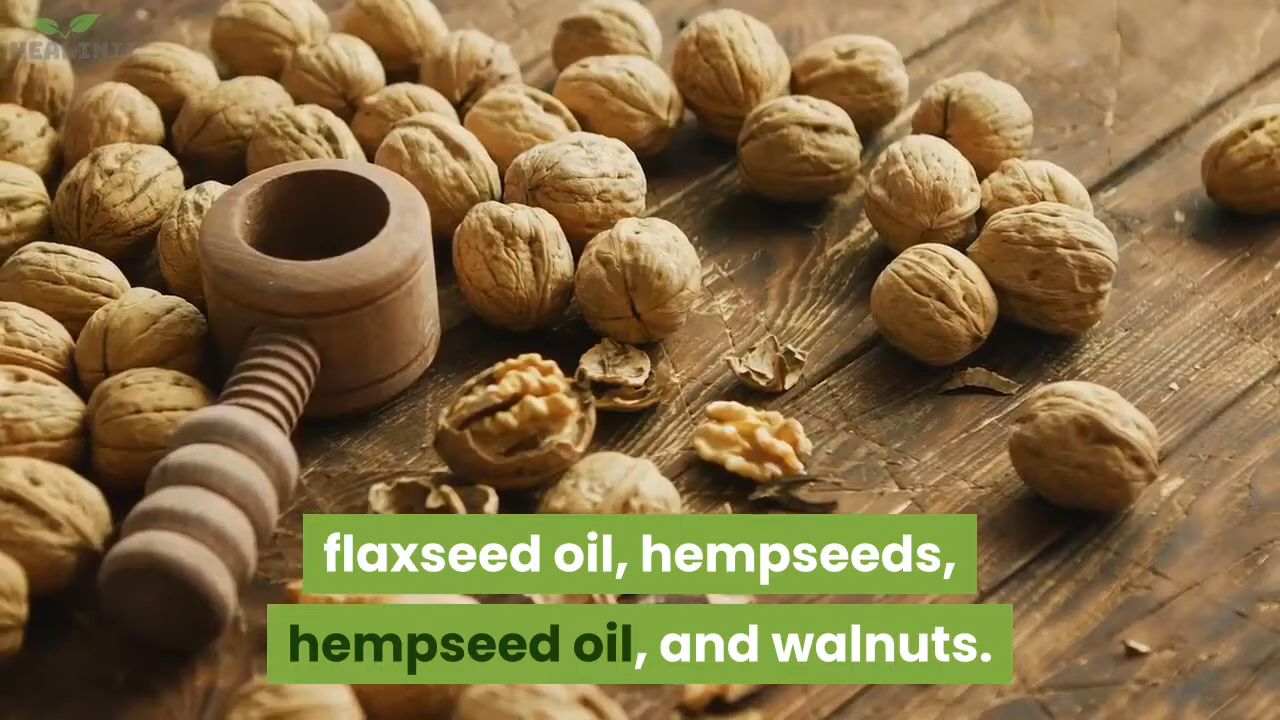 flaxseed oil, hempseeds,
hempseed oil, and walnuts.